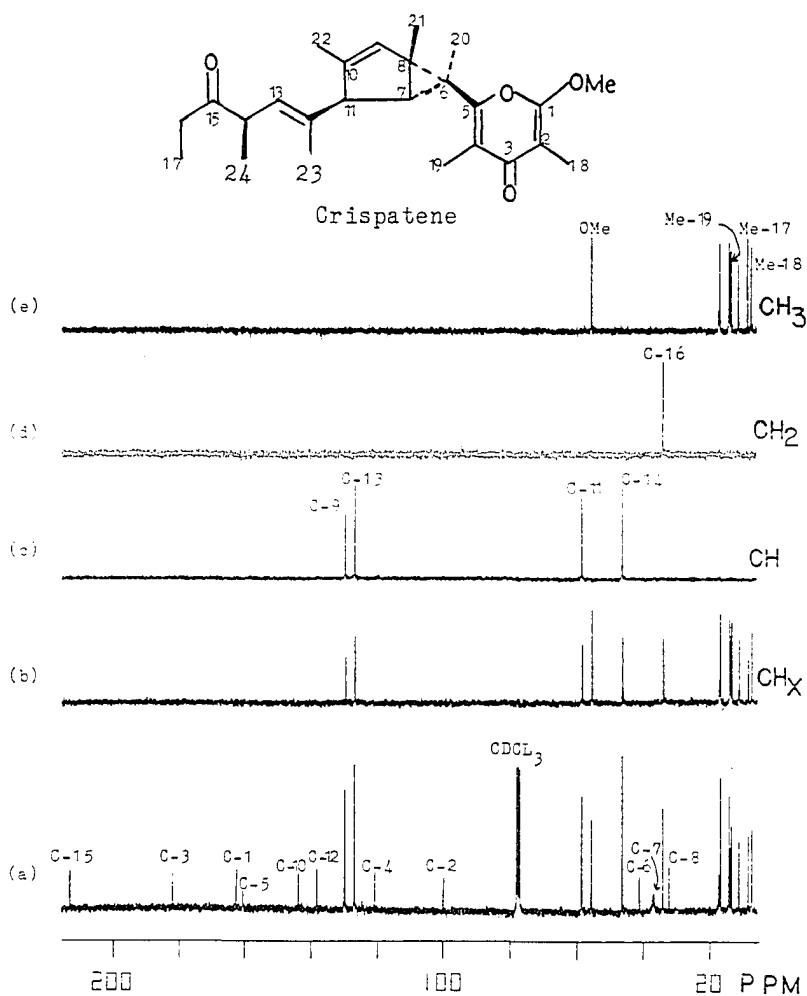 22
21
20
O
10
8
OMe
13
7
6
5
O
1
15
11
3
2
17
24
23
19
O
18
Crispatene
OMe
Me-19
Me-17
Me-18
(e)
CH3
C-16
(d)
CH2
C-9
C-13
C-11
C-14
(c)
CH
(b)
CHX
CDCL3
C-15
C-3
C-1
C-5
C-10
C-12
C-4
C-2
C-7
C-6
C-8
(a)
200
100
20 PPM